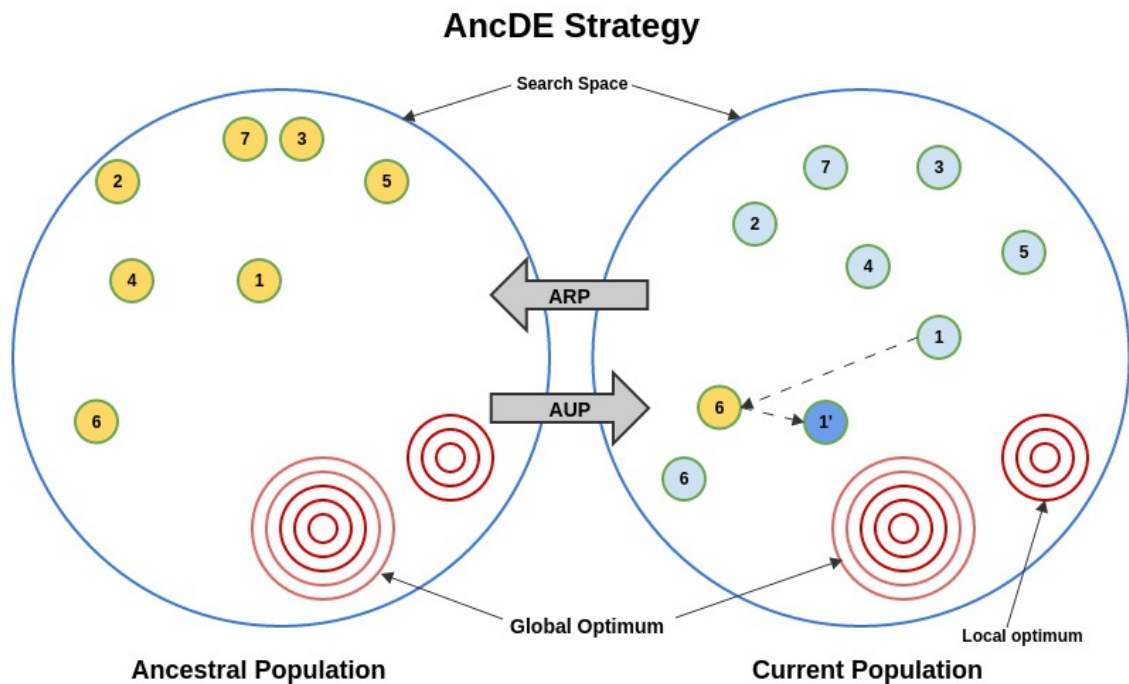 AncDE Strategy
Search Space
7
3
2
5
4
1
6
7
3
2
4
5
1
6
1'
6
ARP
AUP
Global Optimum
Local optimum
Ancestral Population
Current Population